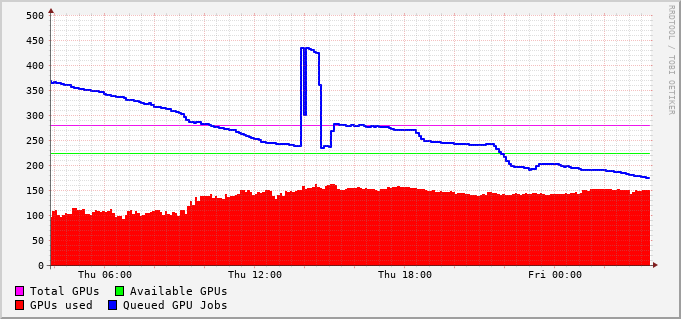 500
450
400
350
300
250
200
150
100
50
0
Thu 06:00 Thu 12:00 Thu 18:00 Fri 00:00
Total GPUs Available GPUs
GPUs used Queued GPU Jobs
RRDTOOL / TOBI OETIKER